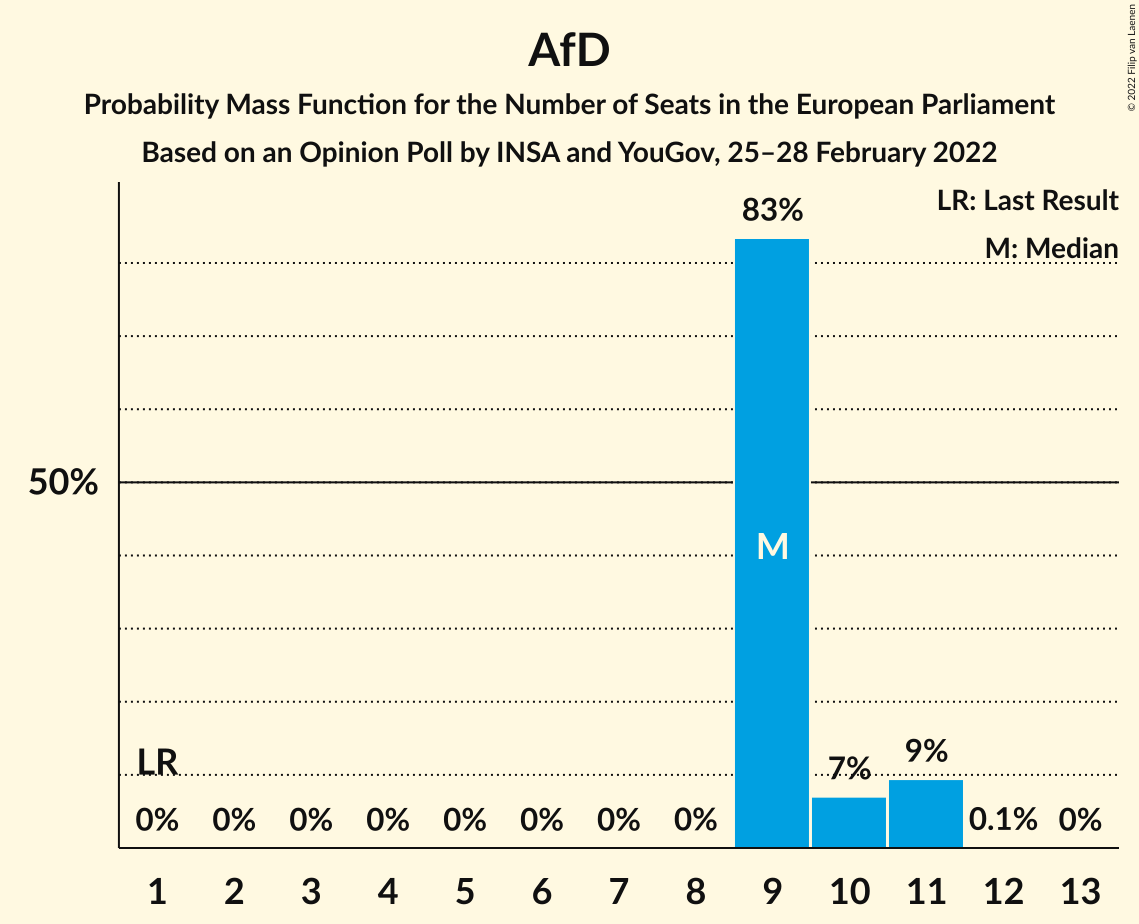 AfD
Probability Mass Function for the Number of Seats in the European Parliament
Based on an Opinion Poll by INSA and YouGov, 25–28 February 2022
© 2022 Filip van Laenen
LR: Last Result
M: Median
83%
50%
M
LR
7%
9%
0% 0% 0% 0% 0% 0% 0% 0% 0.1% 0%
1 2 3 4 5 6 7 8 9 10 11 12 13